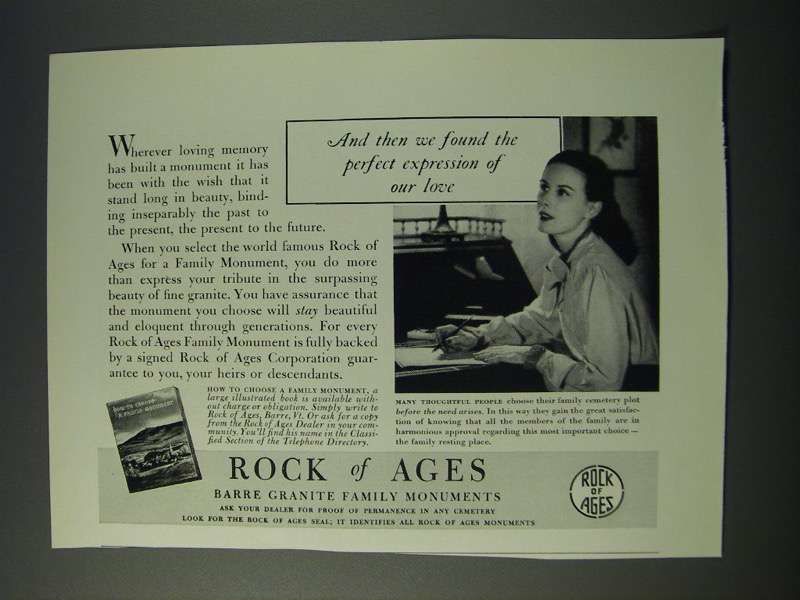 And then we found the
perfect expression of
our love
Wherever loving memory
has built a monument it has
been with the wish that it
stand long in beauty, bind-
ing inseparably the past to
the present, the present to the future.
When you select the world famous Rock of
Ages for a Family Monument, you do more
than express your tribute in the surpassing
beauty of fine granite. You have assurance that
the monument you choose will stay beautiful
and eloquent through generations. For every
Rock of Ages Family Monument is fully backed
by a signed Rock of Ages Corporation guar-
antee to you, your heirs or descendants.
HOW TO CHOOSE
A FAMILY MONUMENT
HOW TO CHOOSE A FAMILY MONUMENT, a
large illustrated book is available with-
out charge or obligation. Simply write to
Rock of Ages, Barre, Vt. Or ask for a copy
from the Rock of Ages Dealer in your com-
munity. You'll find his name in the Classi-
fied Section of the Telephone Directory.
MANY THOUGHTFUL PEOPLE choose their family cemetery plot
before the need arises. In this way they gain the great satisfac-
tion of knowing that all the members of the family are in
harmonious approval regarding this most important choice—
the family resting place.
ROCK of AGES
BARRE GRANITE FAMILY MONUMENTS
ASK YOUR DEALER FOR PROOF OF PERMANENCE IN ANY CEMETERY
LOOK FOR THE ROCK OF AGES SEAL; IT IDENTIFIES ALL ROCK OF AGES MONUMENTS
ROCK
OF
AGES